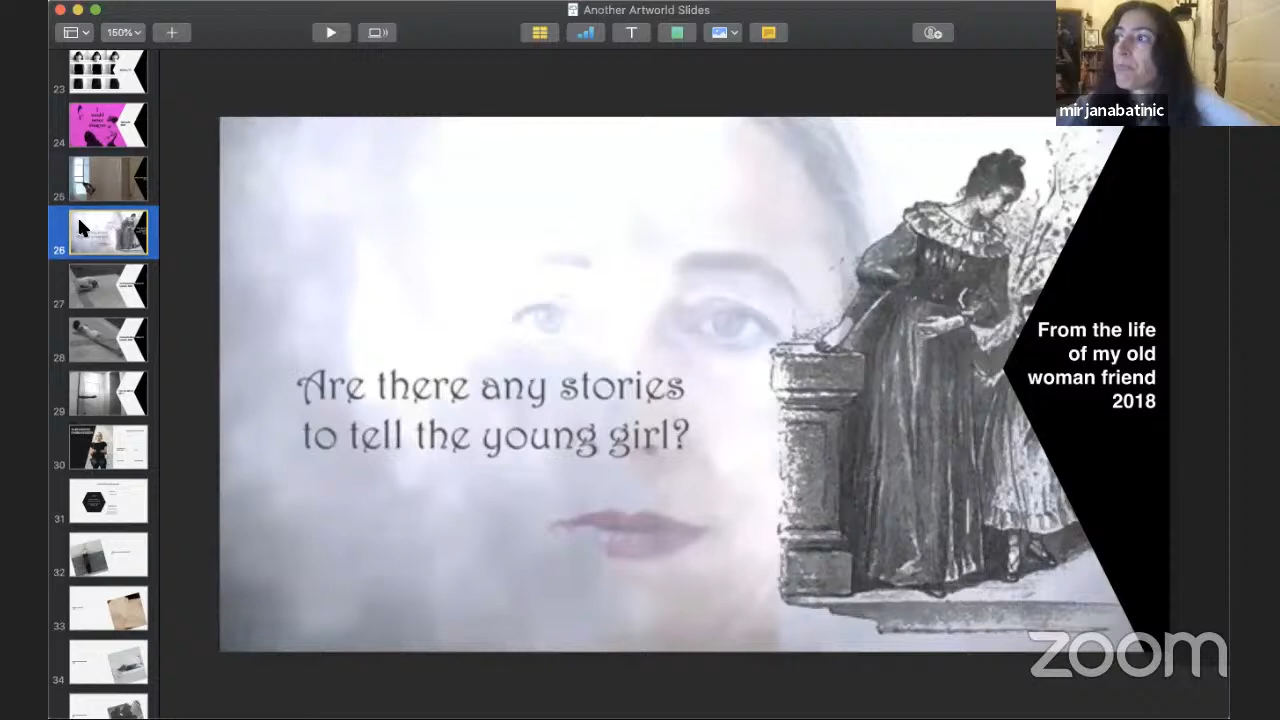 Another Artworld Slides
150%
mirjanabatinic
23
24
25
26
27
28
29
30
31
32
33
34
Are there any stories
to tell the young girl?
From the life
of my old
woman friend
2018
zoom